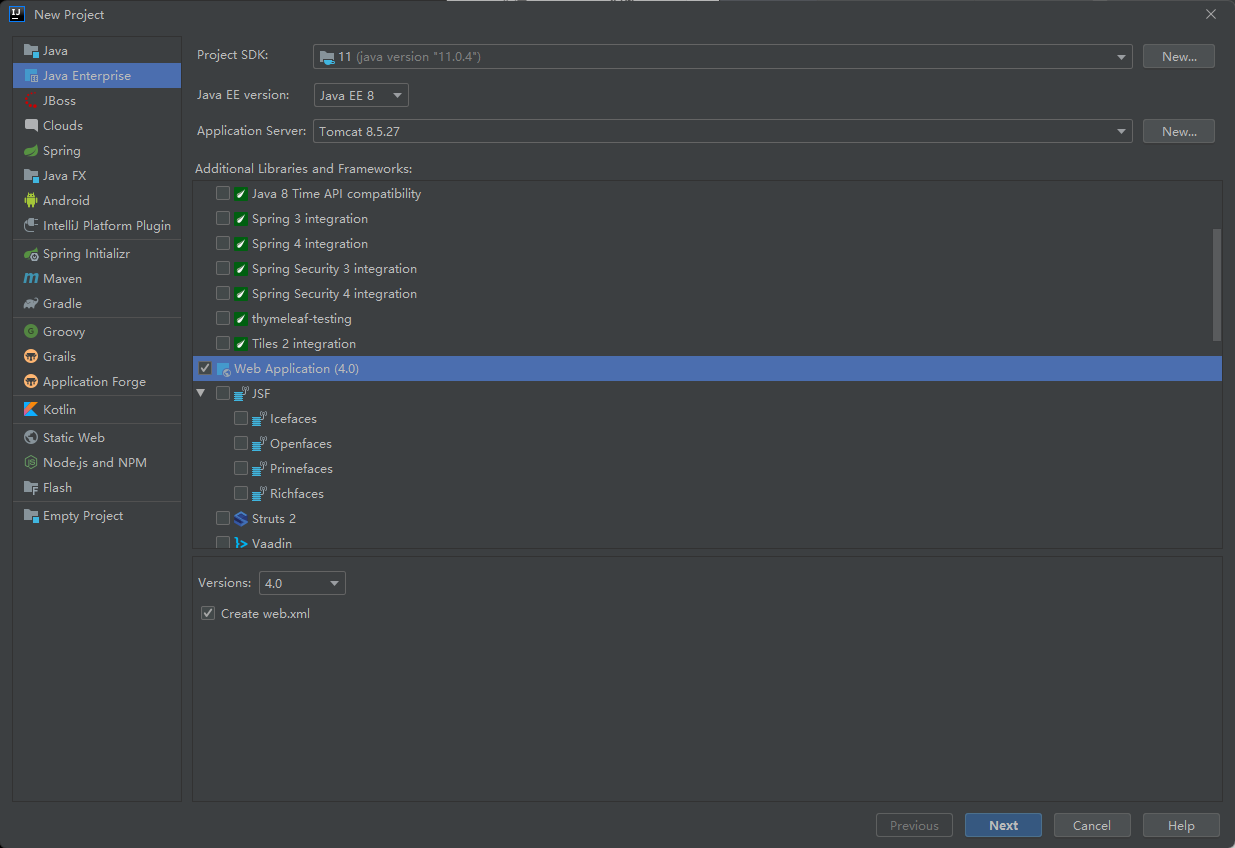 New Project
Java
Java Enterprise
JBoss
Clouds
Spring
Java FX
Android
IntelliJ Platform Plugin
Spring Initializr
Maven
Gradle
Groovy
Grails
Application Forge
Kotlin
Static Web
Node.js and NPM
Flash
Empty Project
Project SDK: 11 (java version "11.0.4") New...
Java EE version: Java EE 8
Application Server: Tomcat 8.5.27 New...
Additional Libraries and Frameworks:
Java 8 Time API compatibility
Spring 3 integration
Spring 4 integration
Spring Security 3 integration
Spring Security 4 integration
thymeleaf-testing
Tiles 2 integration
Web Application (4.0)
JSF
Icefaces
Openfaces
Primefaces
Richfaces
Struts 2
Vaadin
Versions: 4.0
Create web.xml
Previous Next Cancel Help